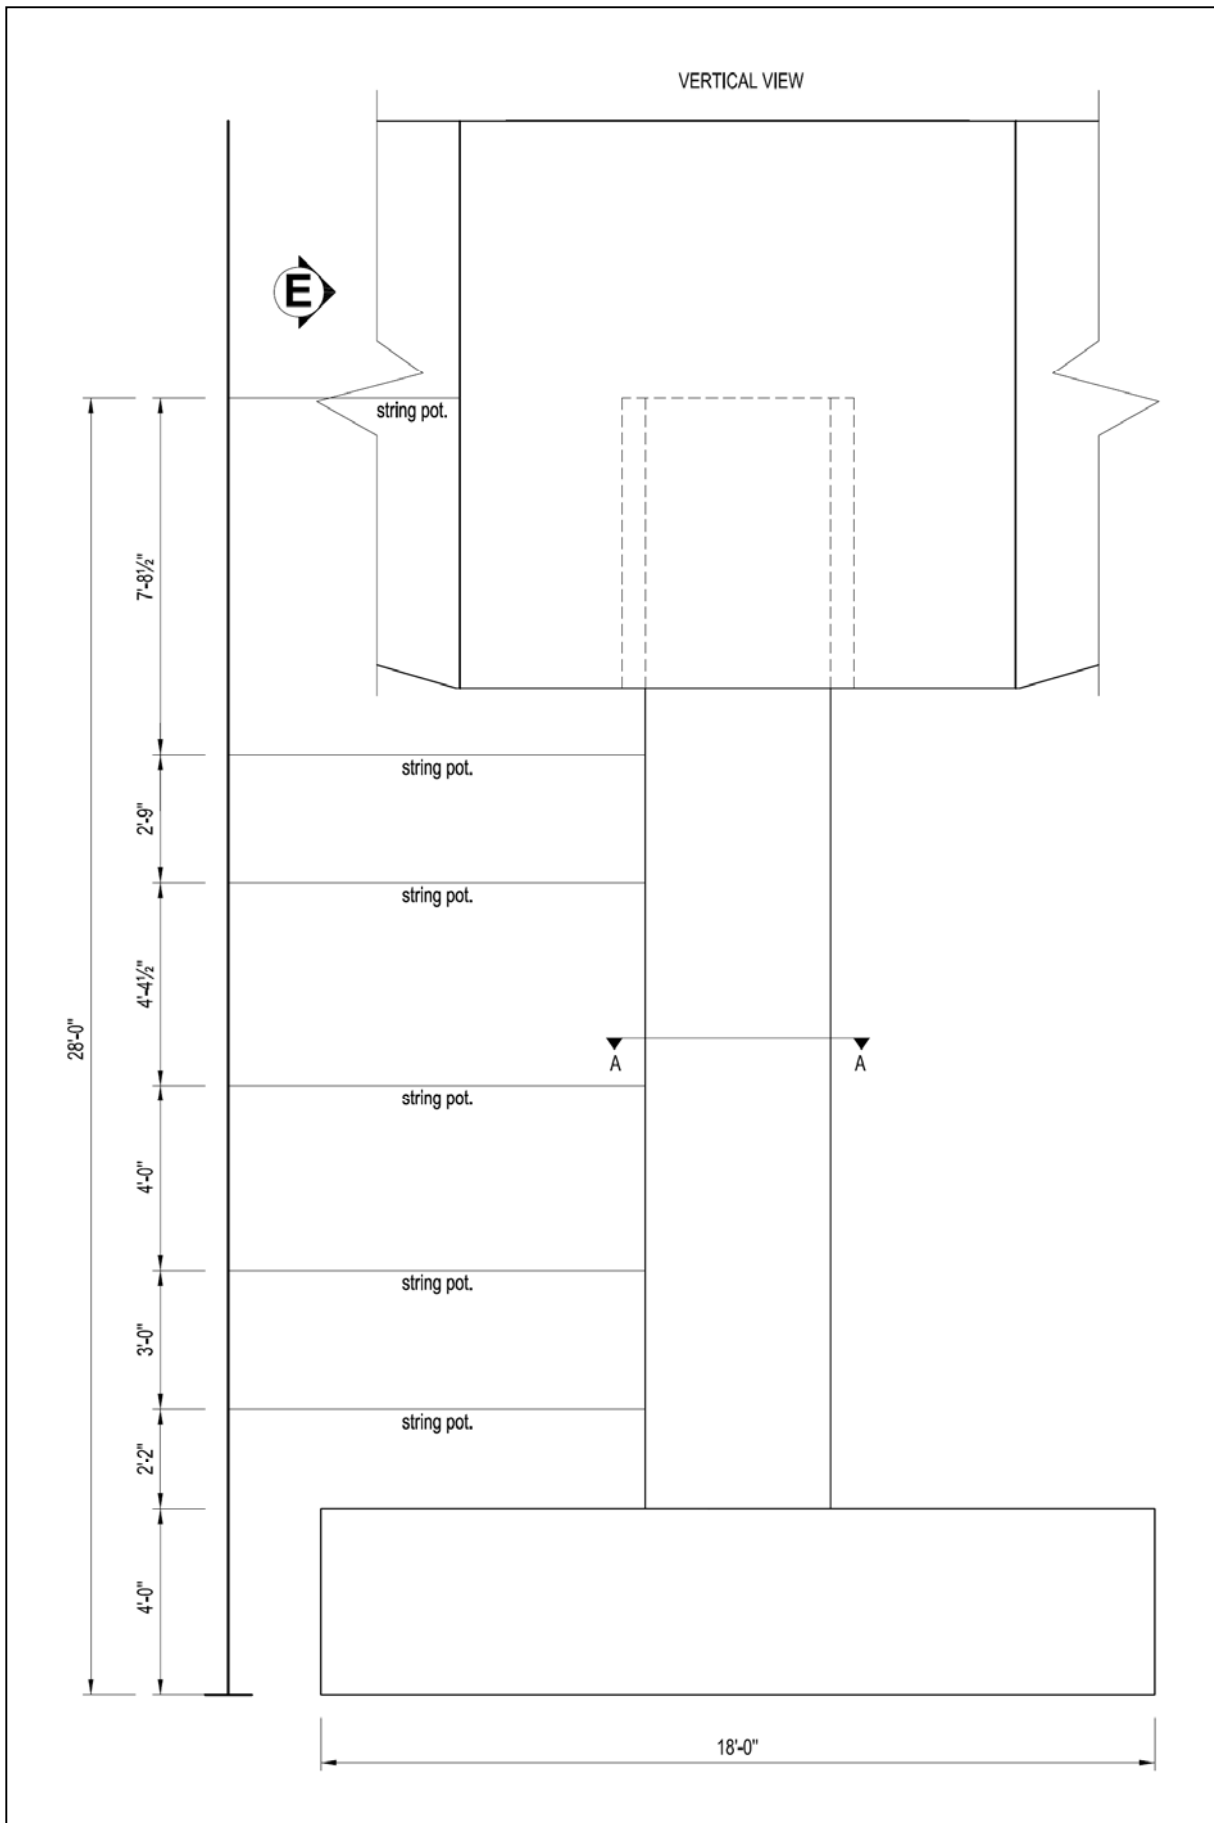 VERTICAL VIEW
E
string pot.
7'-8½"
string pot.
2'-9"
string pot.
4'-4½"
28'-0"
A A
string pot.
4'-0"
string pot.
3'-0"
string pot.
2'-2"
4'-0"
18'-0"